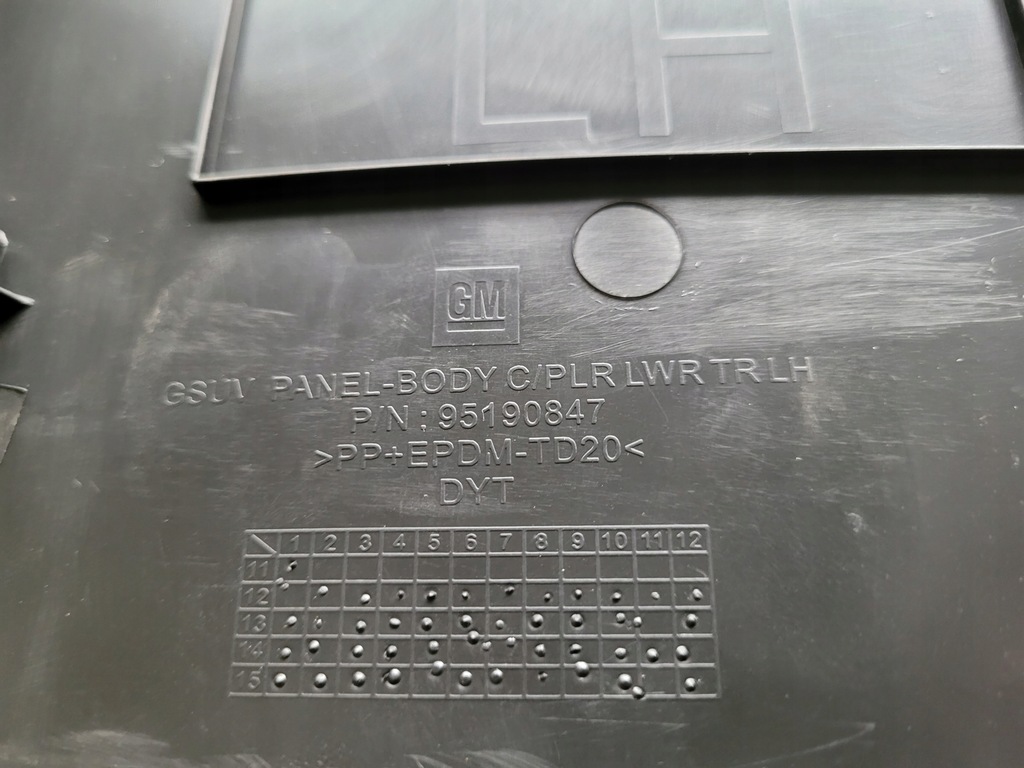 LH
GM
GSUV PANEL-BODY C/PLR LWR TR LH
P/N : 95190847
>PP+EPDM-TD20<
DYT
1 2 3 4 5 6 7 8 9 10 11 12
11
12
13
14
15